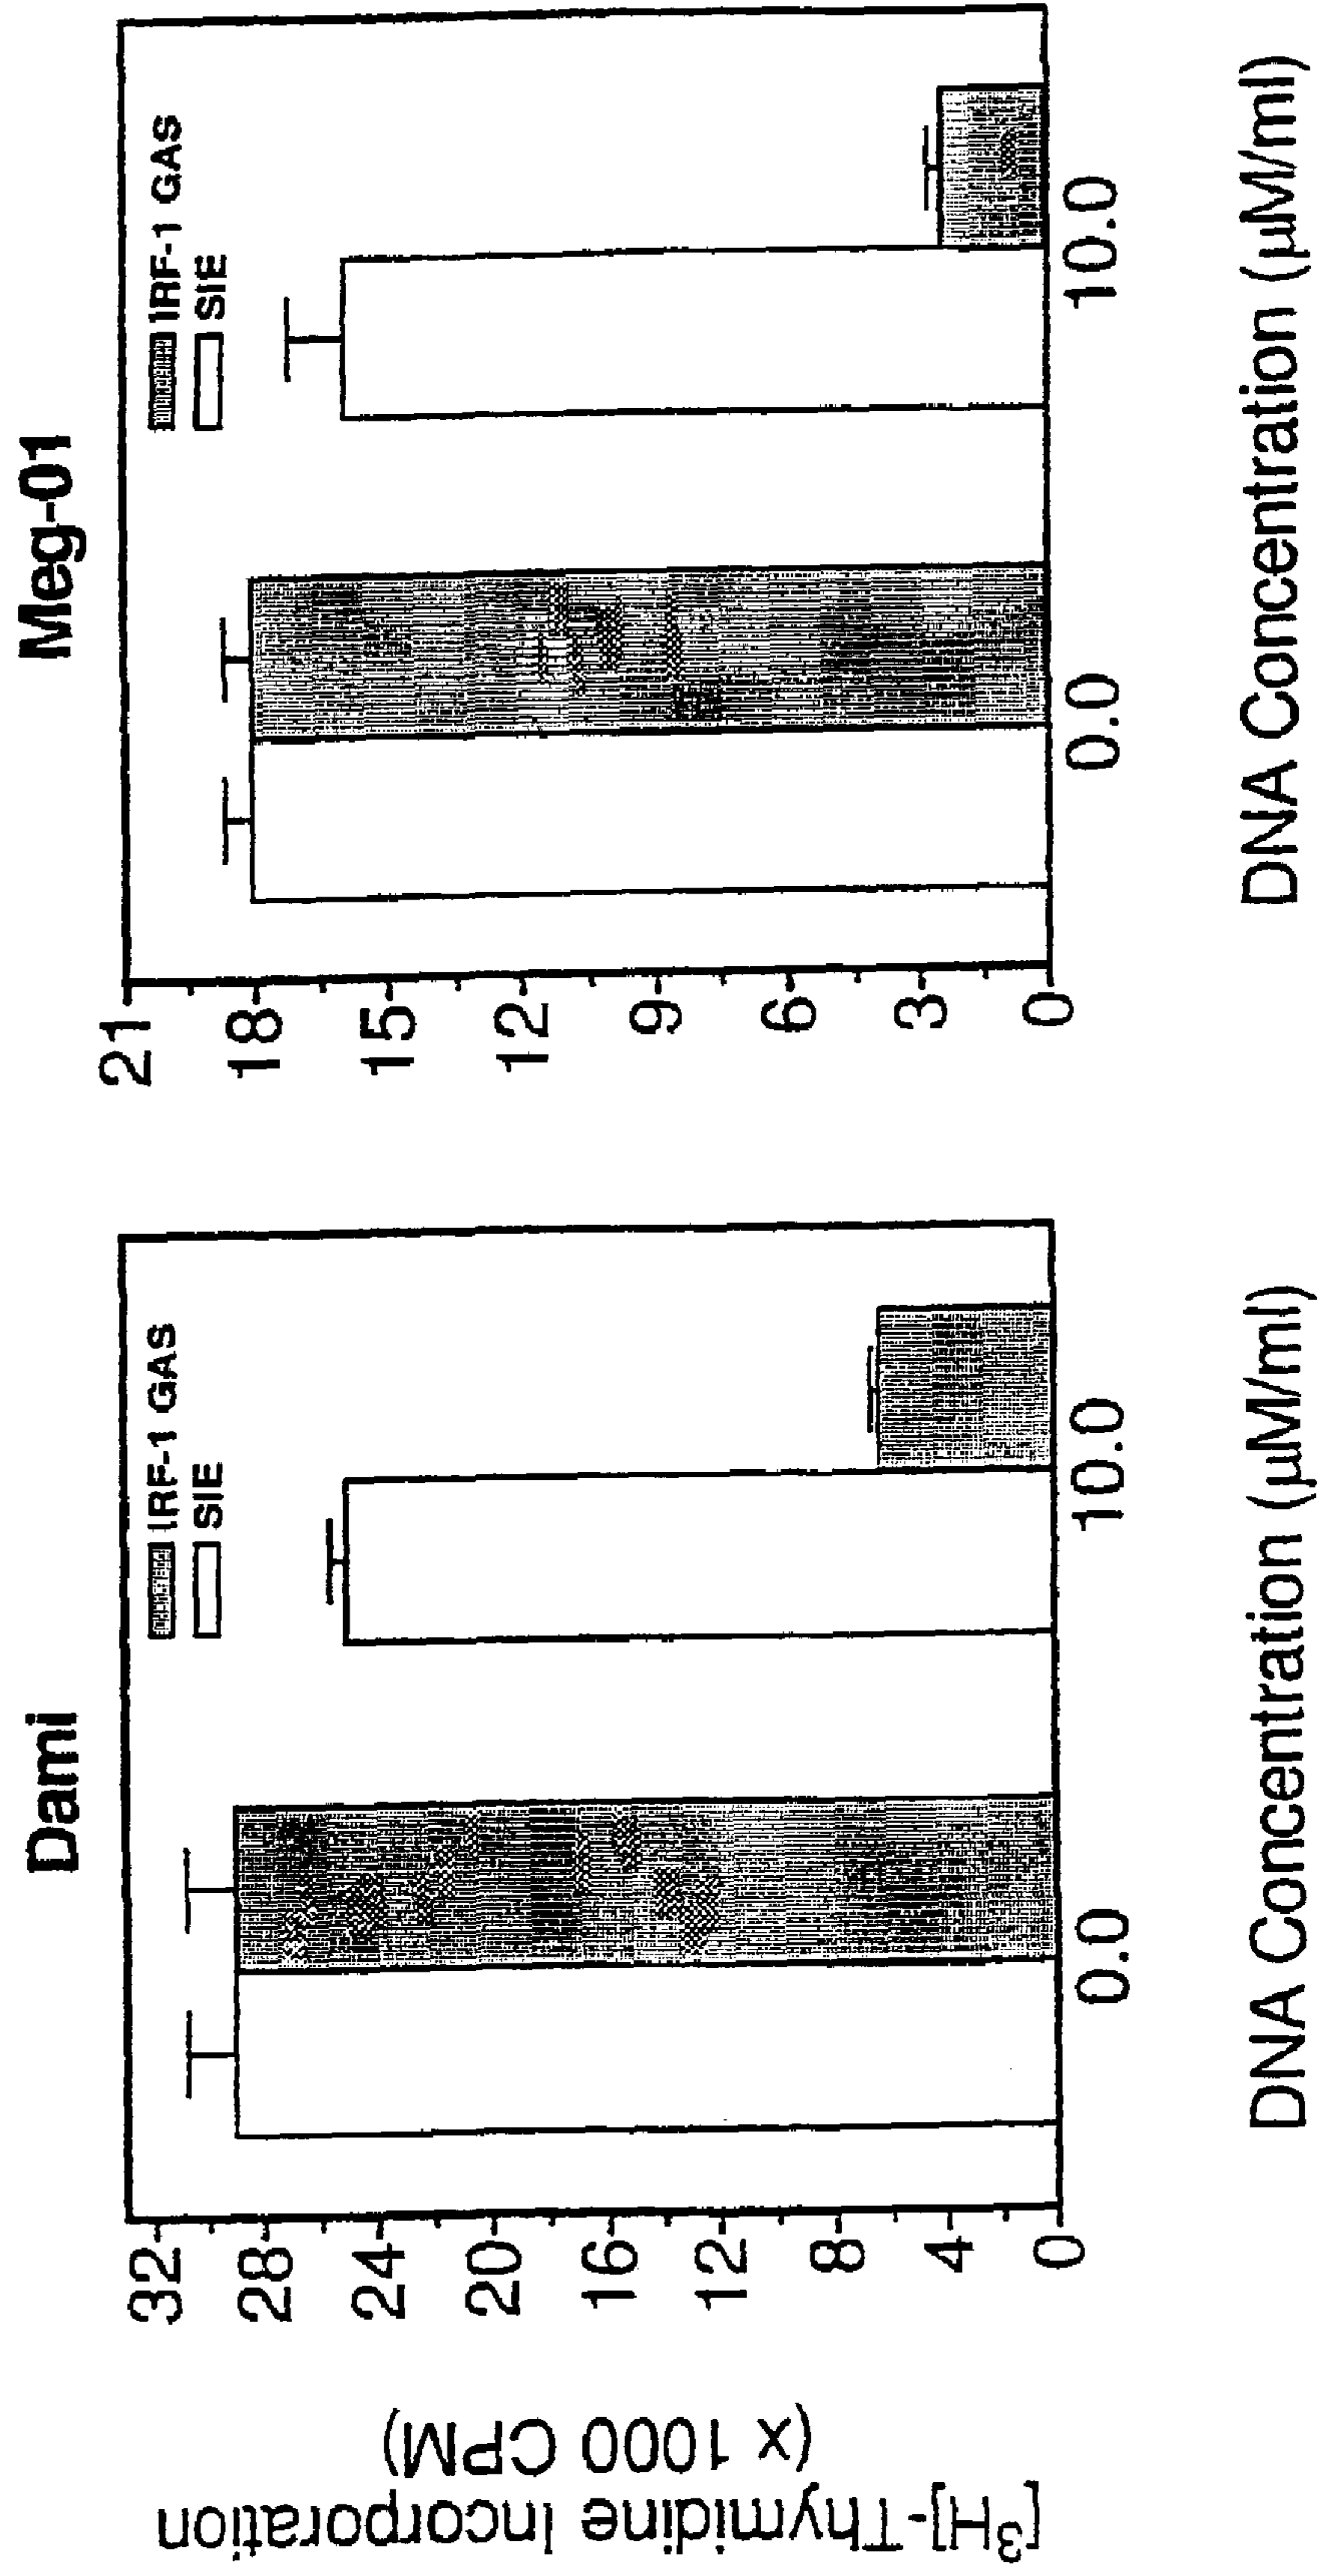 Dami
[³H]-Thymidine Incorporation
(x 1000 CPM)
32
28
24
20
16
12
8
4
0
IRF-1 GAS
SIE
0.0
10.0
DNA Concentration (µM/ml)
Meg-01
21
18
15
12
9
6
3
0
IRF-1 GAS
SIE
0.0
10.0
DNA Concentration (µM/ml)